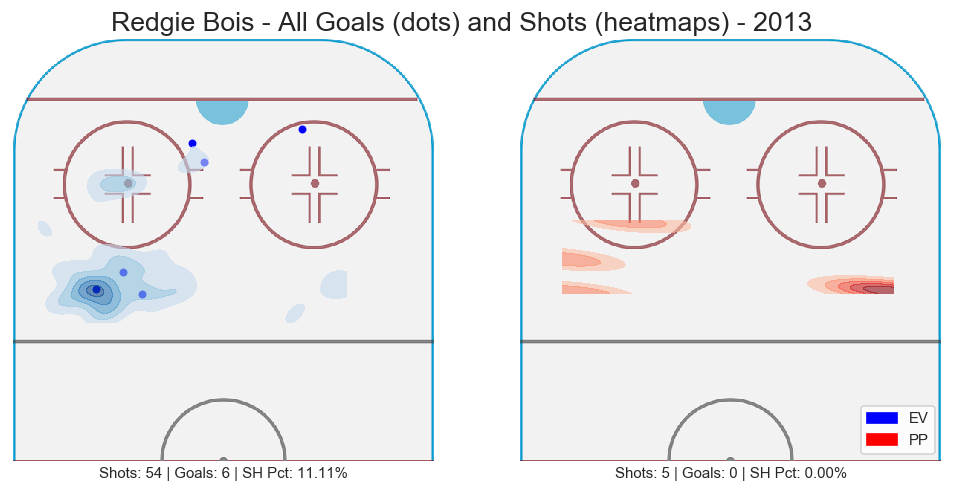 Redgie Bois - All Goals (dots) and Shots (heatmaps) - 2013
EV
PP
Shots: 54 | Goals: 6 | SH Pct: 11.11%
Shots: 5 | Goals: 0 | SH Pct: 0.00%